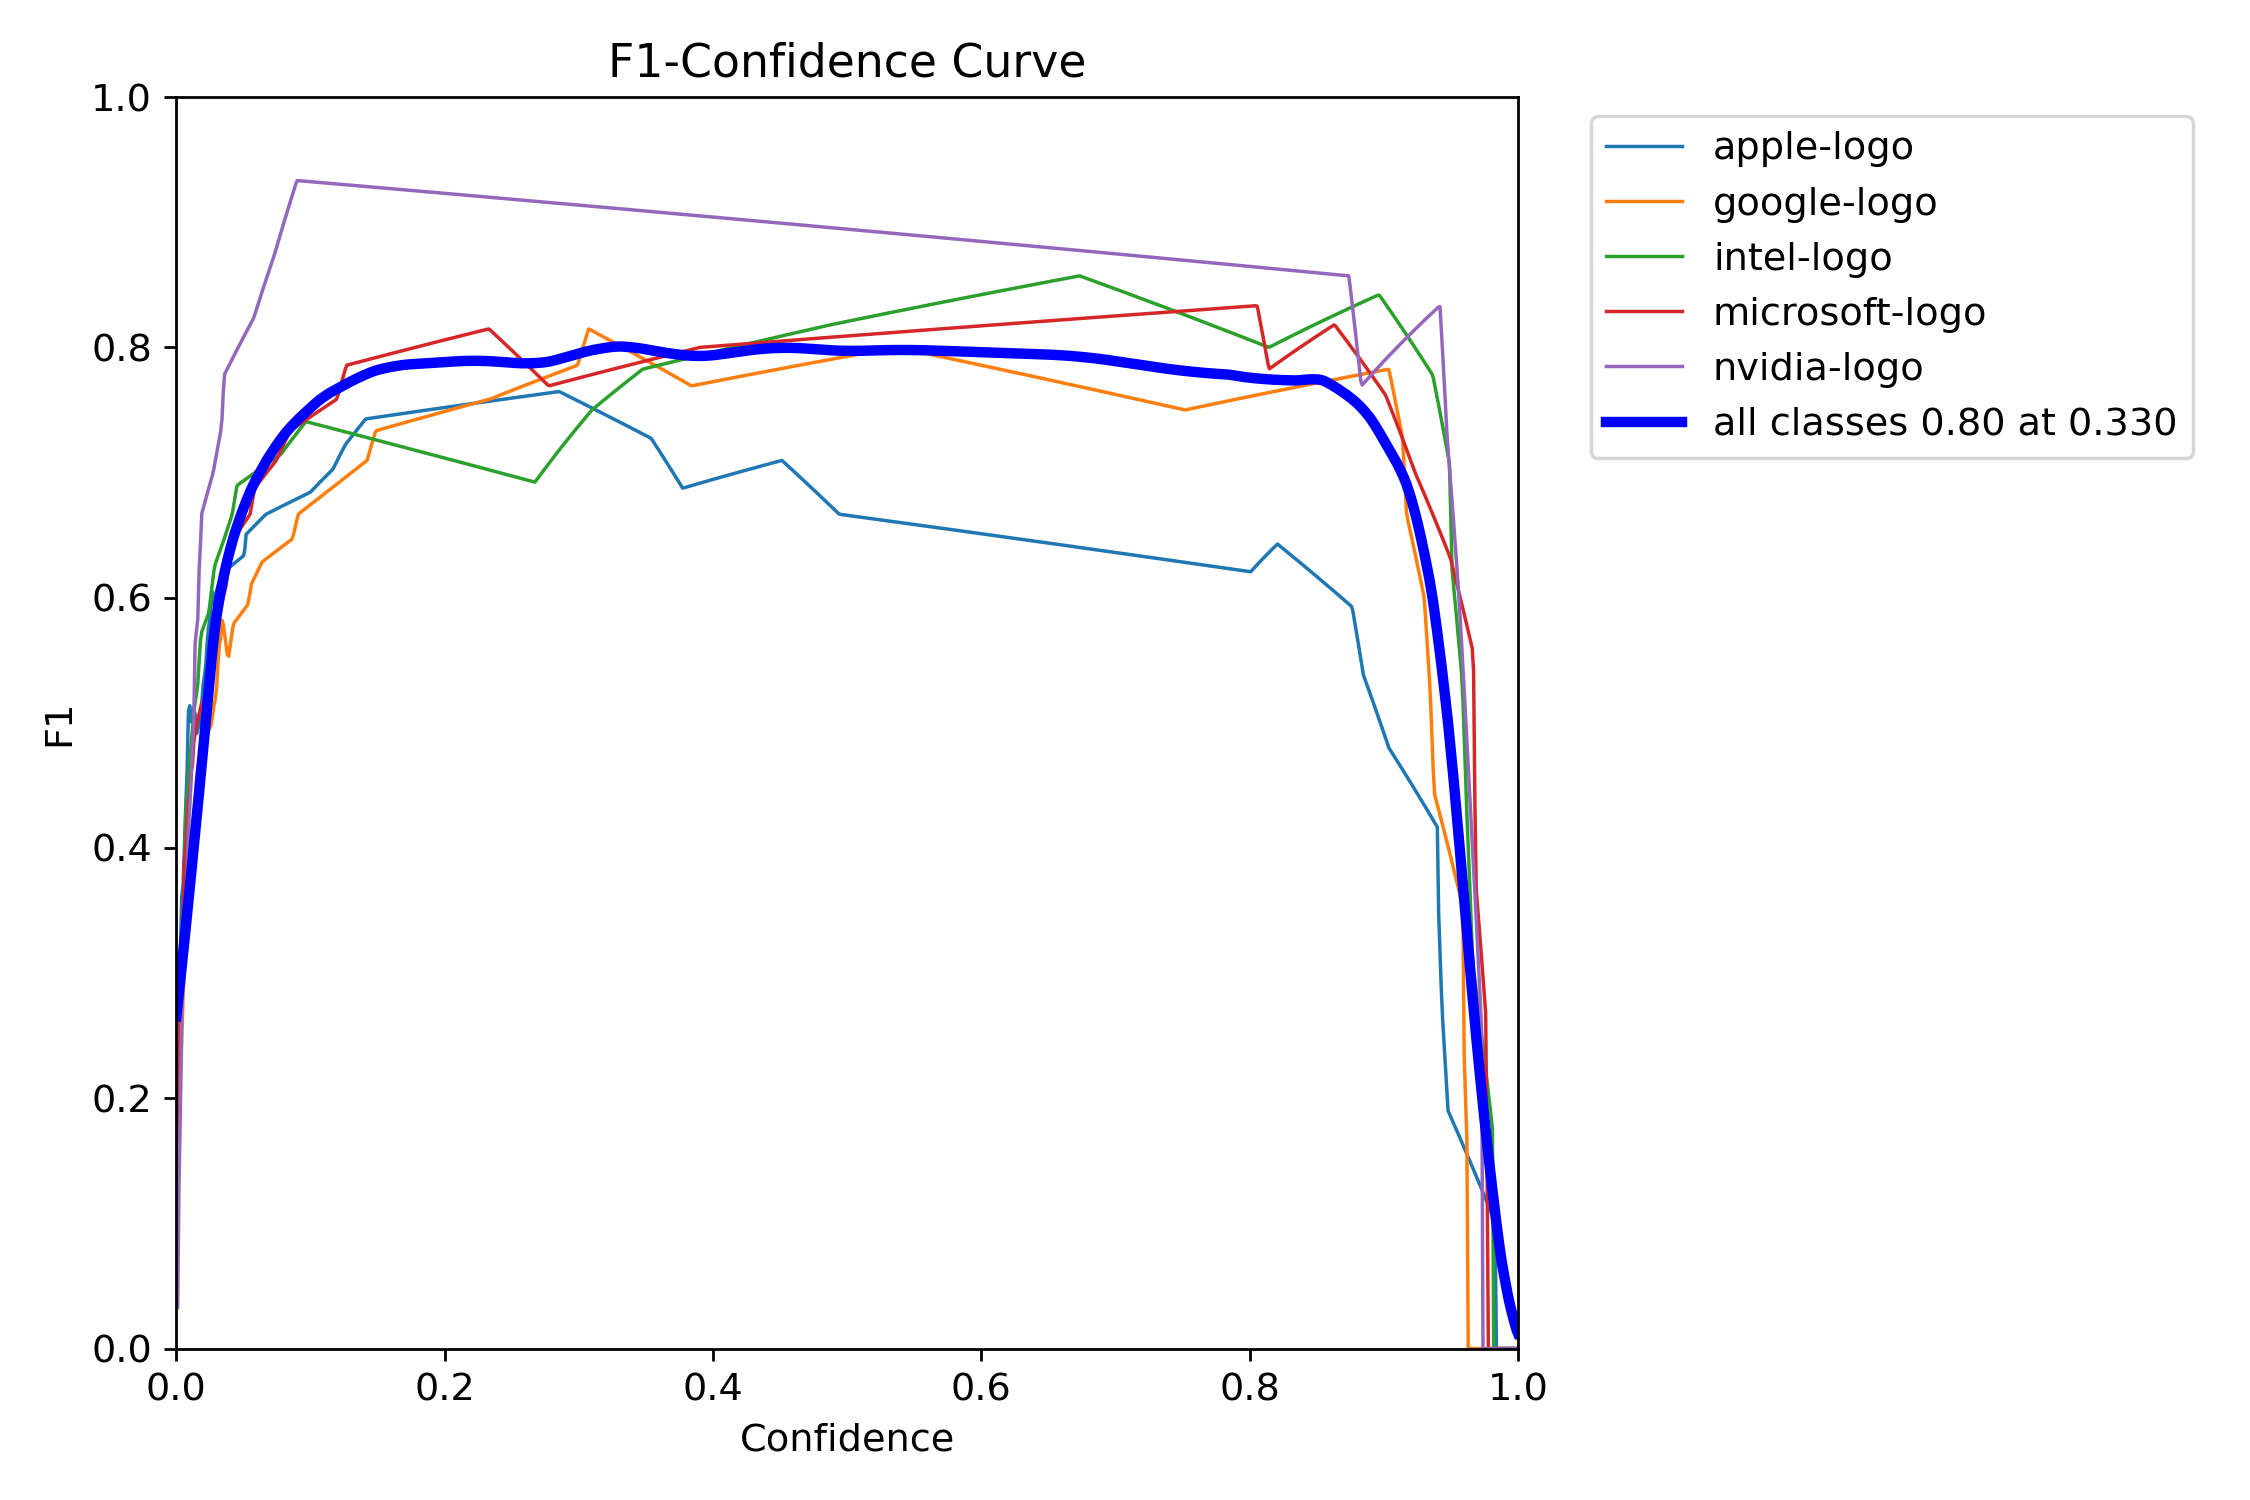 F1-Confidence Curve
1.0
0.8
0.6
0.4
0.2
0.0
F1
0.0 0.2 0.4 0.6 0.8 1.0
Confidence
apple-logo
google-logo
intel-logo
microsoft-logo
nvidia-logo
all classes 0.80 at 0.330